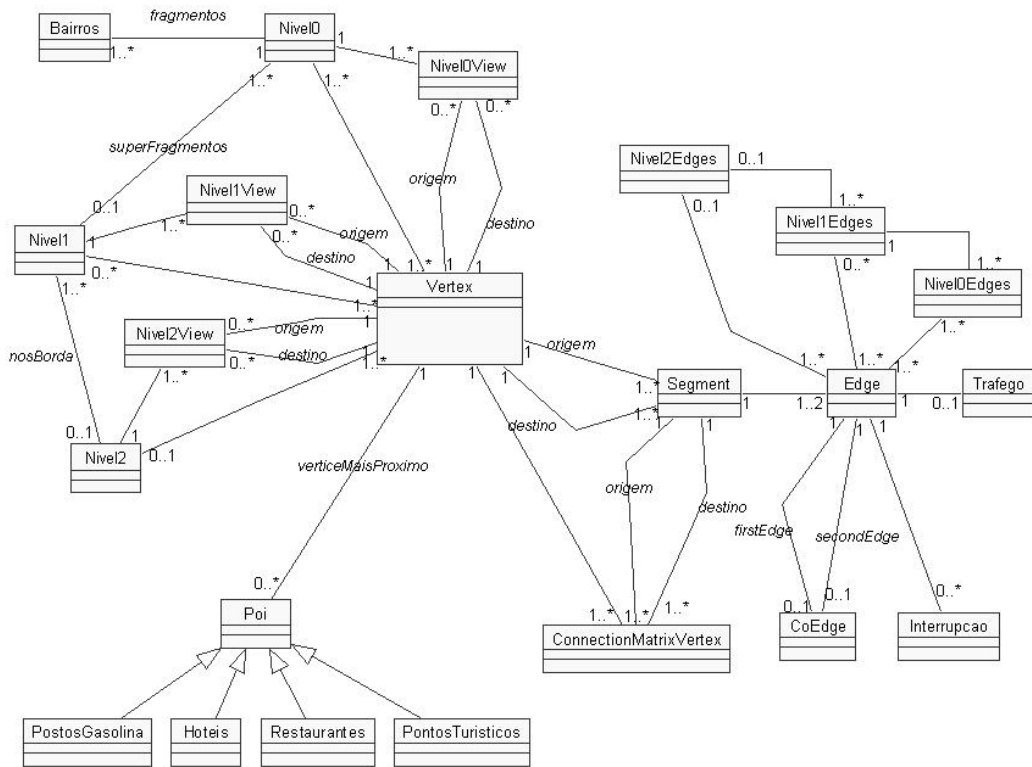 fragmentos
Bairros
1..*
Nivel0
1
1
1..*
1..*
1..*
Nivel0View
0..*
0..*
superFragmentos
origem
destino
Nivel2Edges
0..1
0..1
1..*
Nivel1Edges
1
0..*
1..*
Nivel0Edges
1..*
Nivel1View
0..*
0..*
1..*
origem
destino
0..1
Nivel1
1
0..*
1..*
1
1
1..*
1
1
1..*
Vertex
1
1..*
1
Nivel2View
0..*
0..*
1..*
origem
destino
nosBorda
0..1
1
Nivel2
0..1
origem
1..*
1..*
Segment
1
1..2
1..*
1..*
1..*
Edge
1
0..1
Trafego
1
1
1
destino
1
1
1
1
1
verticeMaisProximo
origem
destino
firstEdge
secondEdge
0..*
Poi
1..*
1..*
1..*
ConnectionMatrixVertex
0..1
0..1
CoEdge
0..*
Interrupcao
PostosGasolina
Hoteis
Restaurantes
PontosTuristicos